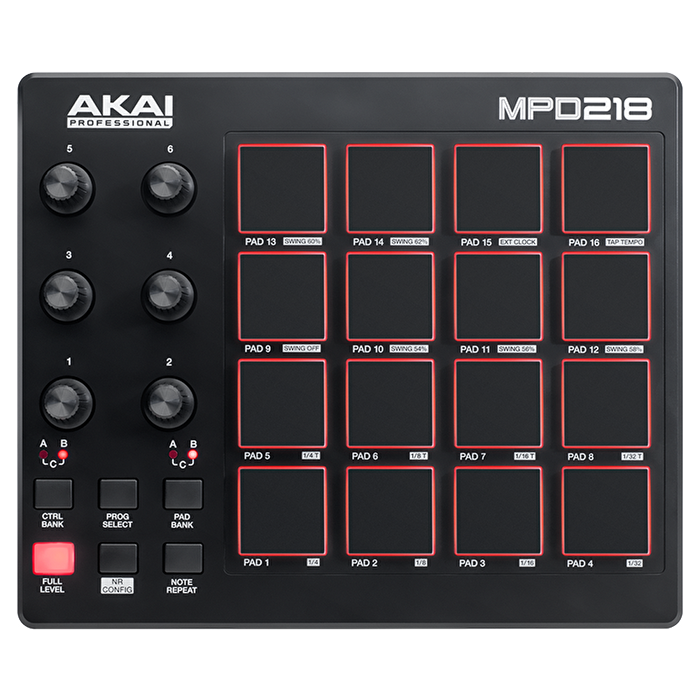 AKAI
PROFESSIONAL
MPD218
5 6
3 4
1 2
A B A B
C C
CTRL BANK
PROG SELECT
PAD BANK
FULL LEVEL
NR CONFIG
NOTE REPEAT
PAD 13 SWING 60% PAD 14 SWING 62% PAD 15 EXT CLOCK PAD 16 TAP TEMPO
PAD 9 SWING OFF PAD 10 SWING 54% PAD 11 SWING 56% PAD 12 SWING 58%
PAD 5 1/4 T PAD 6 1/8 T PAD 7 1/16 T PAD 8 1/32 T
PAD 1 1/4 PAD 2 1/8 PAD 3 1/16 PAD 4 1/32